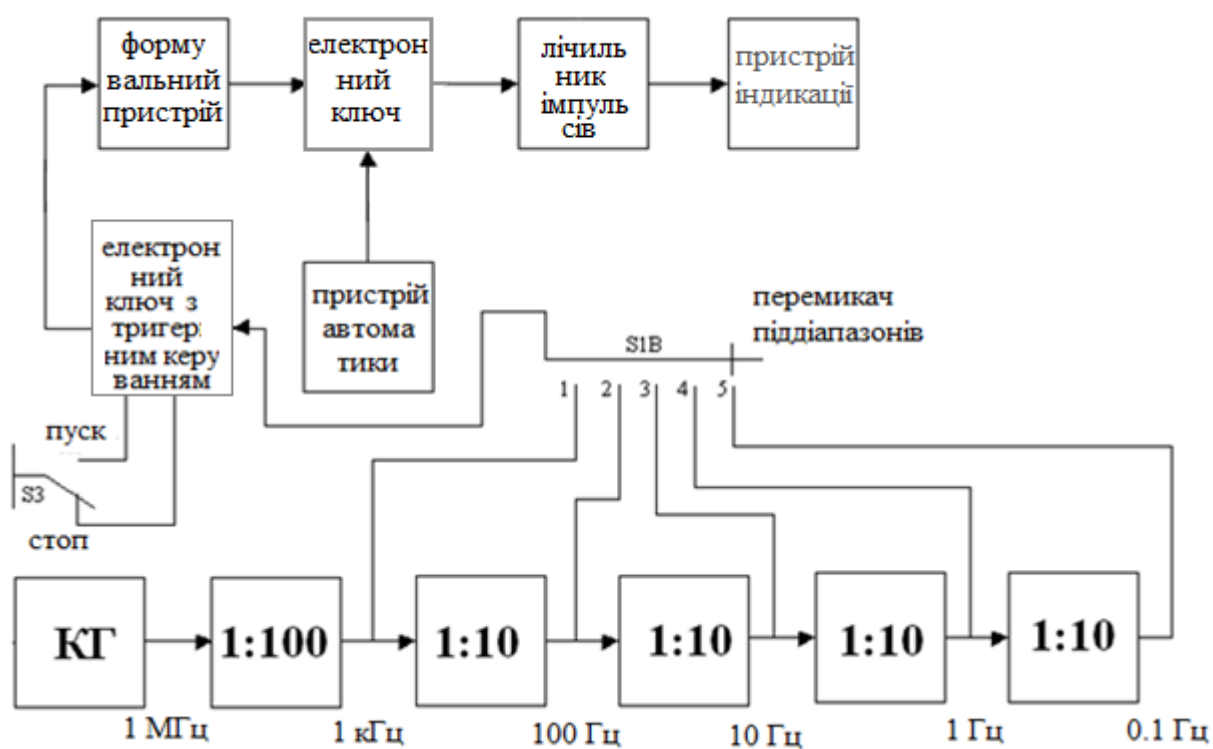 форму
вальний
пристрій
електрон
ний
ключ
лічиль
ник
імпуль
сів
пристрій
індикації
електрон
ний
ключ з
тригер
ним керу
ванням
пристрій
автома
тики
перемикач
піддіапазонів
S1B
1 2 3 4 5
пуск
S3
стоп
КГ
1:100
1:10
1:10
1:10
1:10
1 МГц
1 кГц
100 Гц
10 Гц
1 Гц
0.1 Гц